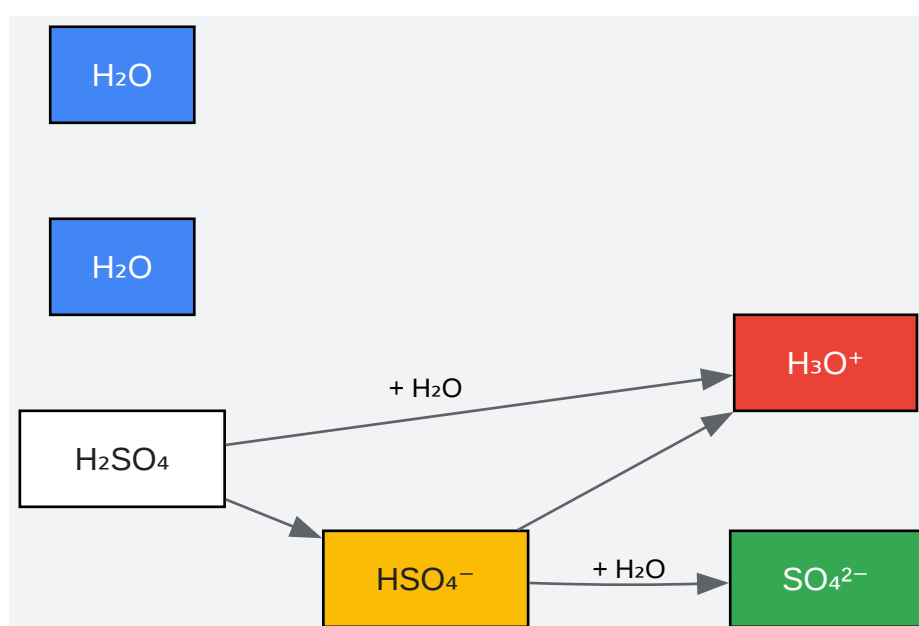 H₂O
H₂O
H₃O⁺
+ H₂O
H₂SO₄
HSO₄⁻
+ H₂O
SO₄²⁻